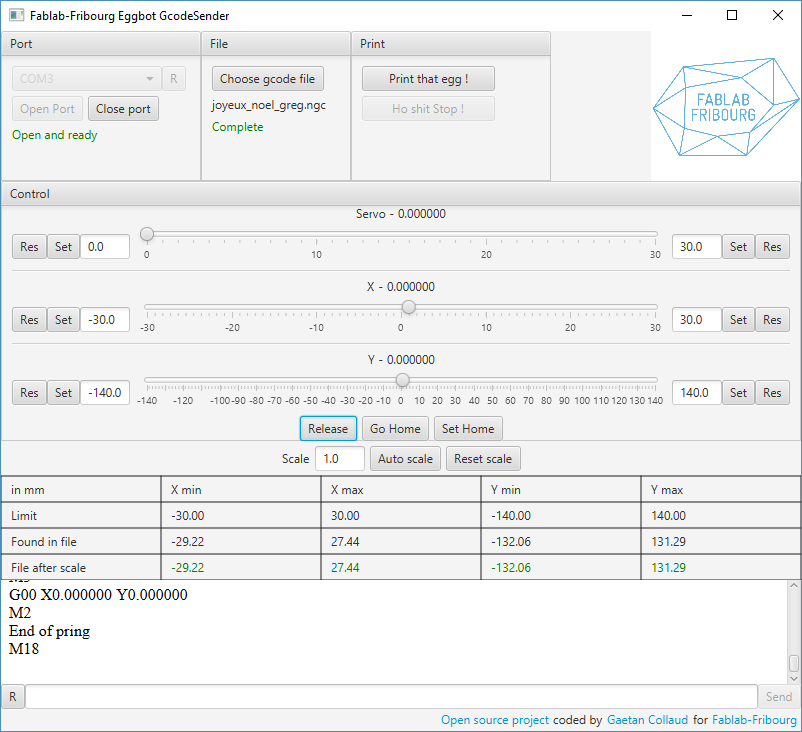 Fablab-Fribourg Eggbot GcodeSender
Port File Print
COM3 R Choose gcode file Print that egg !
Open Port Close port joyeux_noel_greg.ngc Ho shit Stop !
Open and ready Complete
FABLAB
FRIBOURG
Control
Servo - 0.000000
Res Set 0.0 30.0 Set Res
0 10 20 30
X - 0.000000
Res Set -30.0 30.0 Set Res
-30 -20 -10 0 10 20 30
Y - 0.000000
Res Set -140.0 140.0 Set Res
-140 -120 -100 -90 -80 -70 -60 -50 -40 -30 -20 -10 0 10 20 30 40 50 60 70 80 90 100 110 120 130 140
Release Go Home Set Home
Scale 1.0 Auto scale Reset scale
in mm X min X max Y min Y max
Limit -30.00 30.00 -140.00 140.00
Found in file -29.22 27.44 -132.06 131.29
File after scale -29.22 27.44 -132.06 131.29
G00 X0.000000 Y0.000000
M2
End of pring
M18
R Send
Open source project coded by Gaetan Collaud for Fablab-Fribourg